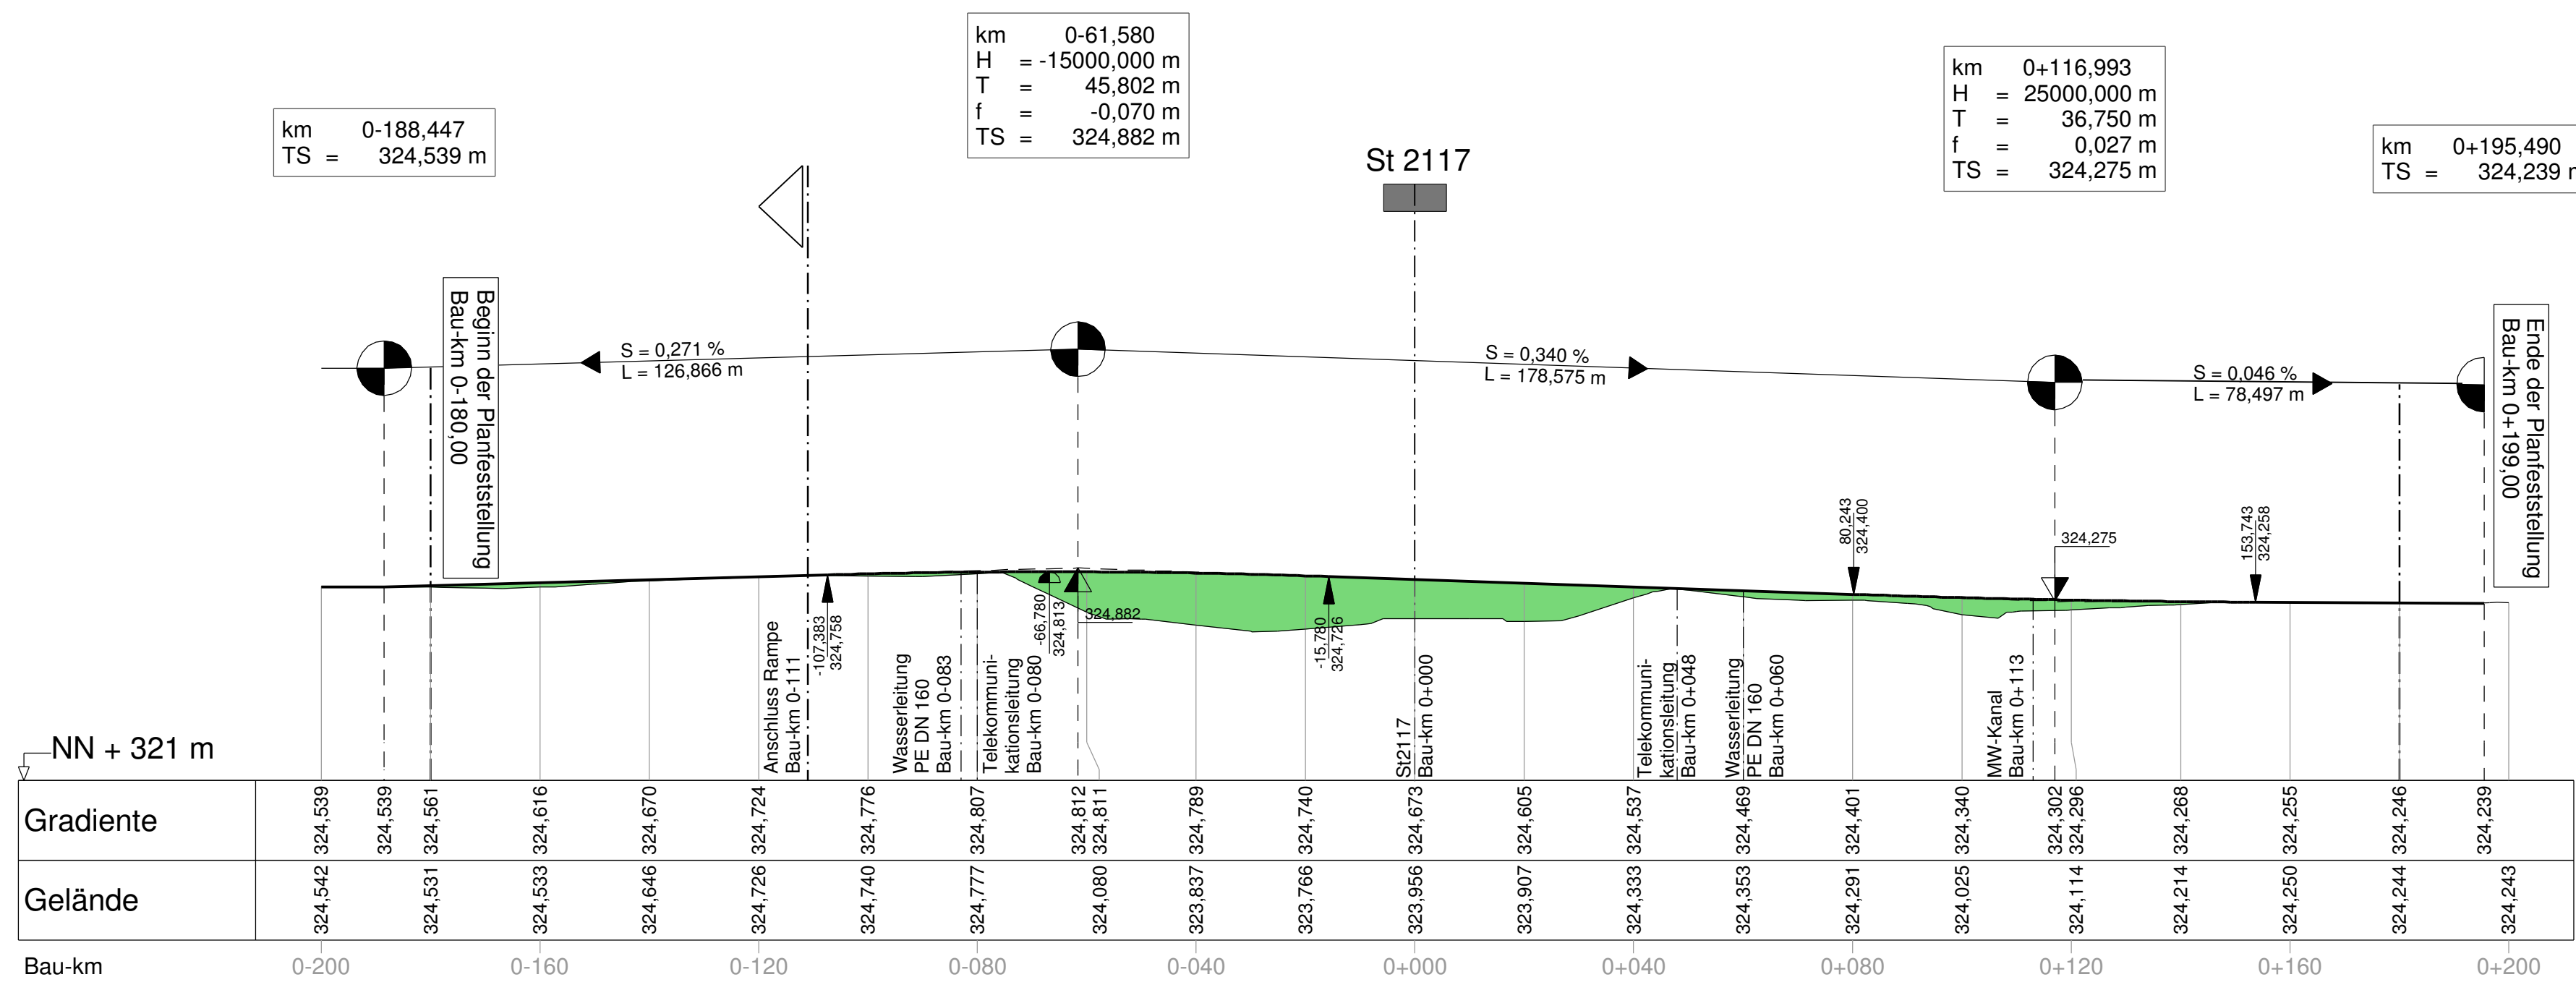 km 0-188,447
TS = 324,539 m
km 0-61,580
H = -15000,000 m
T = 45,802 m
f = -0,070 m
TS = 324,882 m
St 2117
km 0+116,993
H = 25000,000 m
T = 36,750 m
f = 0,027 m
TS = 324,275 m
km 0+195,490
TS = 324,239 m
Beginn der Planfeststellung
Bau-km 0-180,00
S = 0,271 %
L = 126,866 m
S = 0,340 %
L = 178,575 m
S = 0,046 %
L = 78,497 m
Ende der Planfeststellung
Bau-km 0+199,00
Anschluss Rampe
Bau-km 0-111
-107,383
324,758
Wasserleitung
PE DN 160
Bau-km 0-083
Telekommuni-
kationsleitung
Bau-km 0-080
-66,780
324,813
324,882
-15,780
324,726
St2117
Bau-km 0+000
Telekommuni-
kationsleitung
Bau-km 0+048
Wasserleitung
PE DN 160
Bau-km 0+060
80,243
324,400
MW-Kanal
Bau-km 0+113
324,275
153,743
324,258
NN + 321 m
Gradiente 324,539 324,539 324,561 324,616 324,670 324,724 324,776 324,807 324,812 324,811 324,789 324,740 324,673 324,605 324,537 324,469 324,401 324,340 324,302 324,296 324,268 324,255 324,246 324,239
Gelände 324,542 324,531 324,533 324,646 324,726 324,740 324,777 324,080 323,837 323,766 323,956 323,907 324,333 324,353 324,291 324,025 324,114 324,214 324,250 324,244 324,243
Bau-km 0-200 0-160 0-120 0-080 0-040 0+000 0+040 0+080 0+120 0+160 0+200